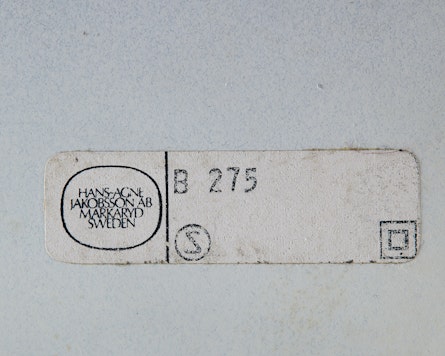 HANS-AGNE
JAKOBSSON AB
MARKARYD
SWEDEN
B 275
S